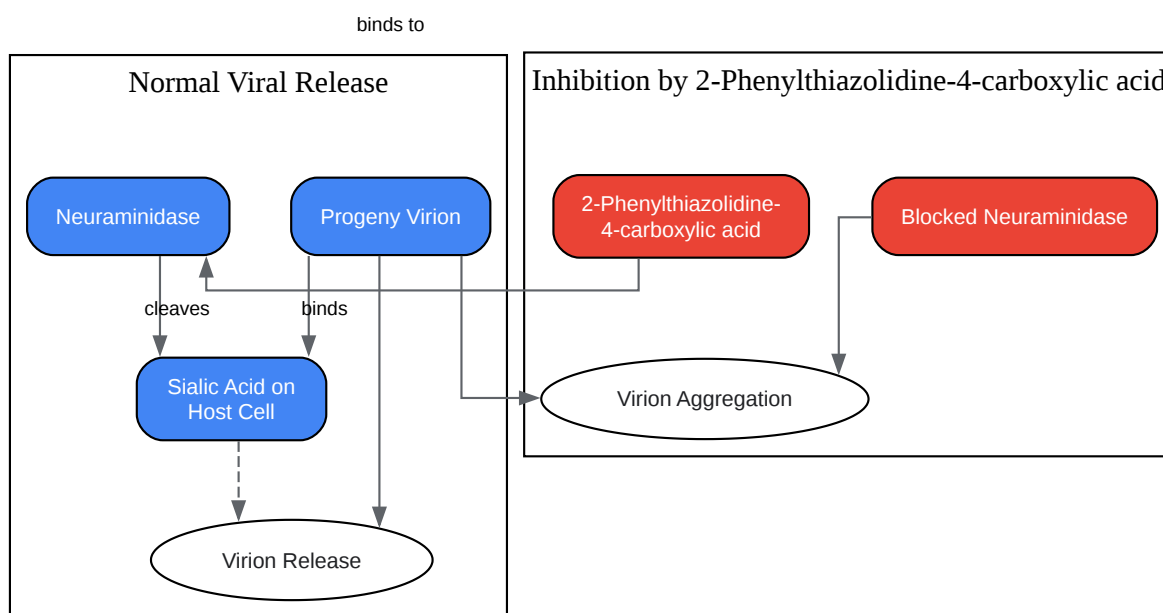 binds to
Normal Viral Release
Inhibition by 2-Phenylthiazolidine-4-carboxylic acid
Neuraminidase
Progeny Virion
2-Phenylthiazolidine-
4-carboxylic acid
Blocked Neuraminidase
cleaves
binds
Sialic Acid on
Host Cell
Virion Aggregation
Virion Release